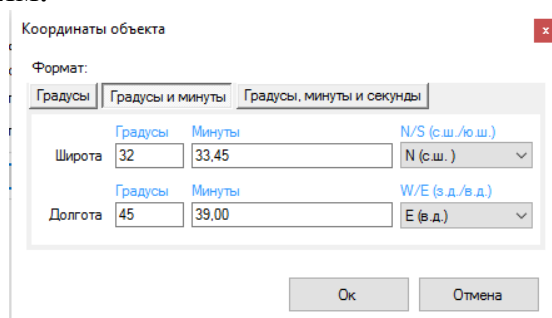 Координаты объекта
x
Формат:
Градусы Градусы и минуты Градусы, минуты и секунды
Градусы Минуты N/S (с.ш./ю.ш.)
Широта 32 33,45 N (с.ш. )
Градусы Минуты W/E (з.д./в.д.)
Долгота 45 39,00 E (в.д.)
Ок Отмена